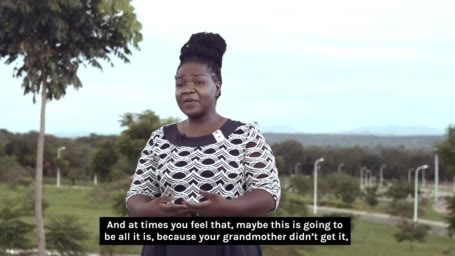 And at times you feel that, maybe this is going to
be all it is, because your grandmother didn't get it,